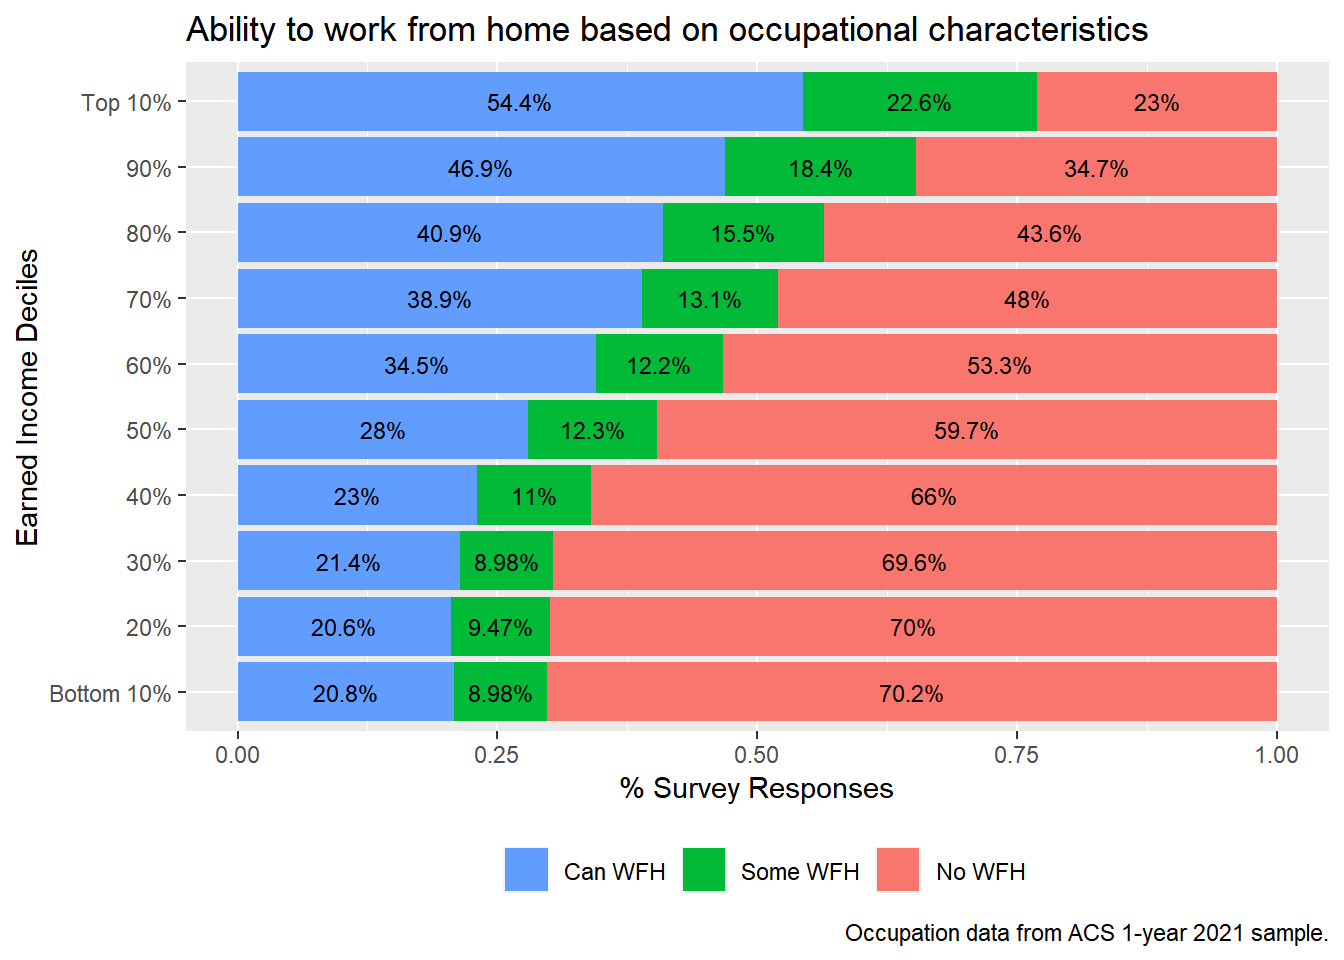 Ability to work from home based on occupational characteristics
Earned Income Deciles
Top 10% 54.4% 22.6% 23%
90% 46.9% 18.4% 34.7%
80% 40.9% 15.5% 43.6%
70% 38.9% 13.1% 48%
60% 34.5% 12.2% 53.3%
50% 28% 12.3% 59.7%
40% 23% 11% 66%
30% 21.4% 8.98% 69.6%
20% 20.6% 9.47% 70%
Bottom 10% 20.8% 8.98% 70.2%
0.00 0.25 0.50 0.75 1.00
% Survey Responses
Can WFH Some WFH No WFH
Occupation data from ACS 1-year 2021 sample.